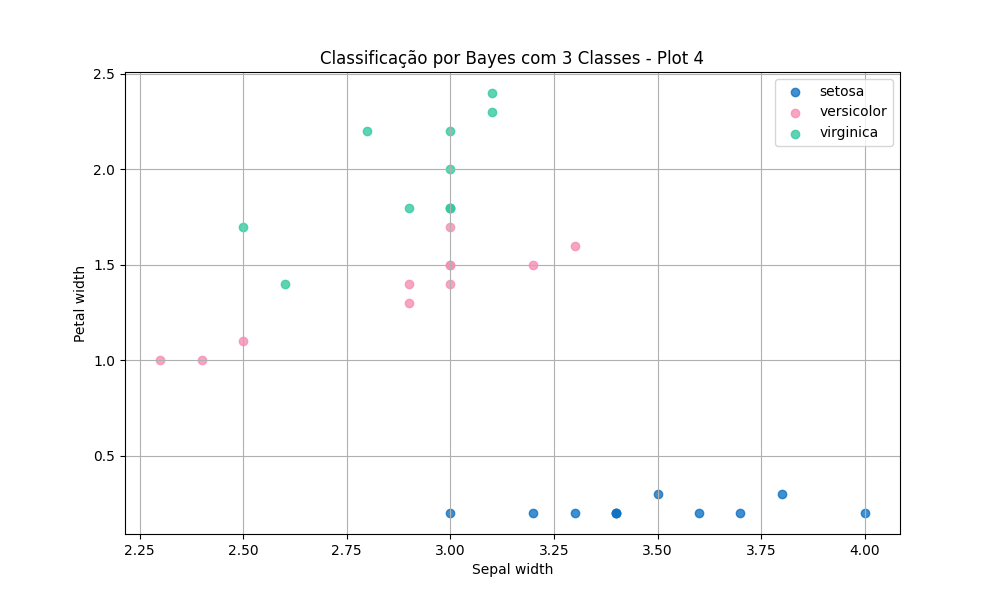 Classificação por Bayes com 3 Classes - Plot 4
setosa
versicolor
virginica
Petal width
2.5
2.0
1.5
1.0
0.5
2.25 2.50 2.75 3.00 3.25 3.50 3.75 4.00
Sepal width